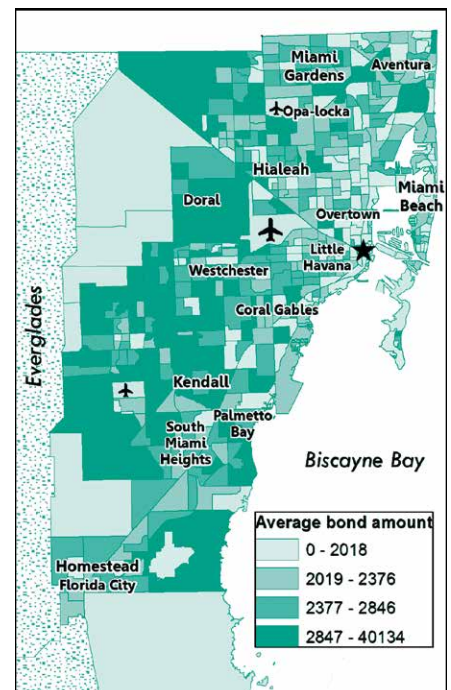 Miami
Gardens
Aventura
Opa-locka
Hialeah
Doral
Miami
Beach
Overtown
Little
Havana
Westchester
Coral Gables
Everglades
Kendall
Palmetto
Bay
South
Miami
Heights
Biscayne Bay
Homestead
Florida City
Average bond amount
0 - 2018
2019 - 2376
2377 - 2846
2847 - 40134